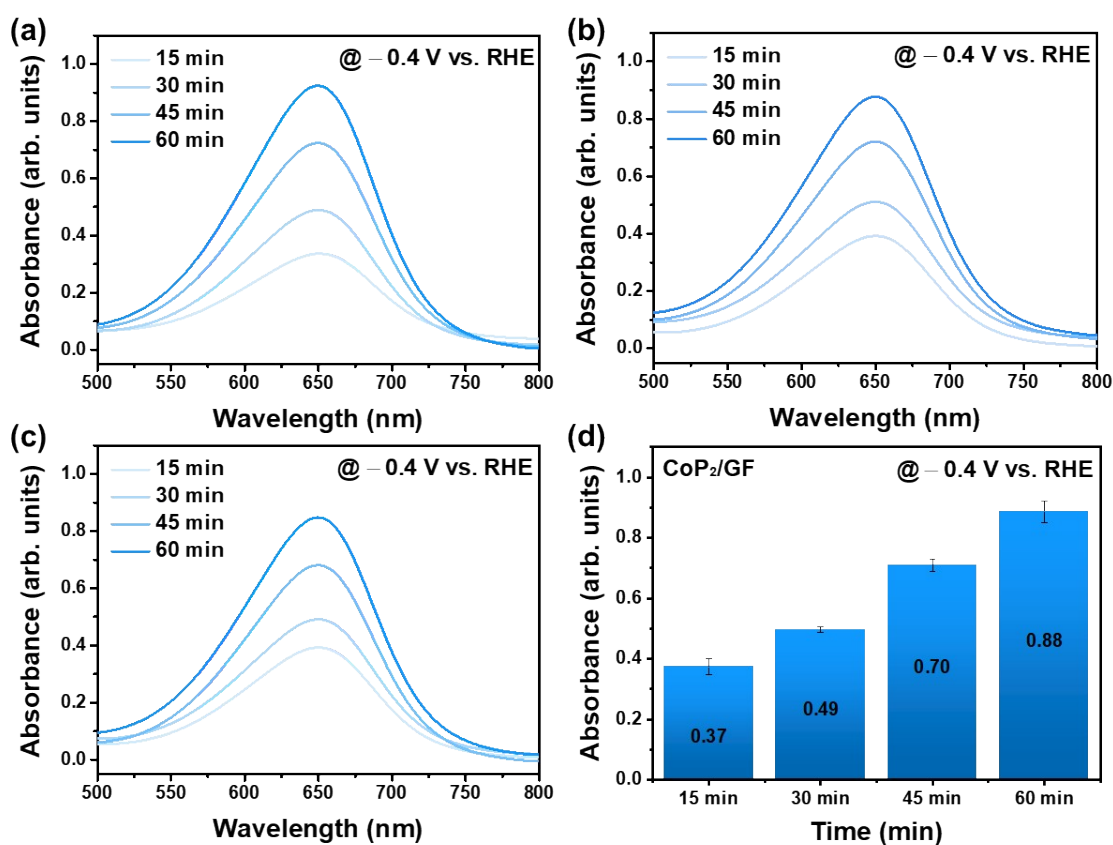 (a)
15 min
30 min
45 min
60 min
@ – 0.4 V vs. RHE
Absorbance (arb. units)
1.0
0.8
0.6
0.4
0.2
0.0
500 550 600 650 700 750 800
Wavelength (nm)
(b)
15 min
30 min
45 min
60 min
@ – 0.4 V vs. RHE
Absorbance (arb. units)
1.0
0.8
0.6
0.4
0.2
0.0
500 550 600 650 700 750 800
Wavelength (nm)
(c)
15 min
30 min
45 min
60 min
@ – 0.4 V vs. RHE
Absorbance (arb. units)
1.0
0.8
0.6
0.4
0.2
0.0
500 550 600 650 700 750 800
Wavelength (nm)
(d)
CoP₂/GF
@ – 0.4 V vs. RHE
Absorbance (arb. units)
1.0
0.8
0.6
0.4
0.2
0.0
0.37
0.49
0.70
0.88
15 min 30 min 45 min 60 min
Time (min)